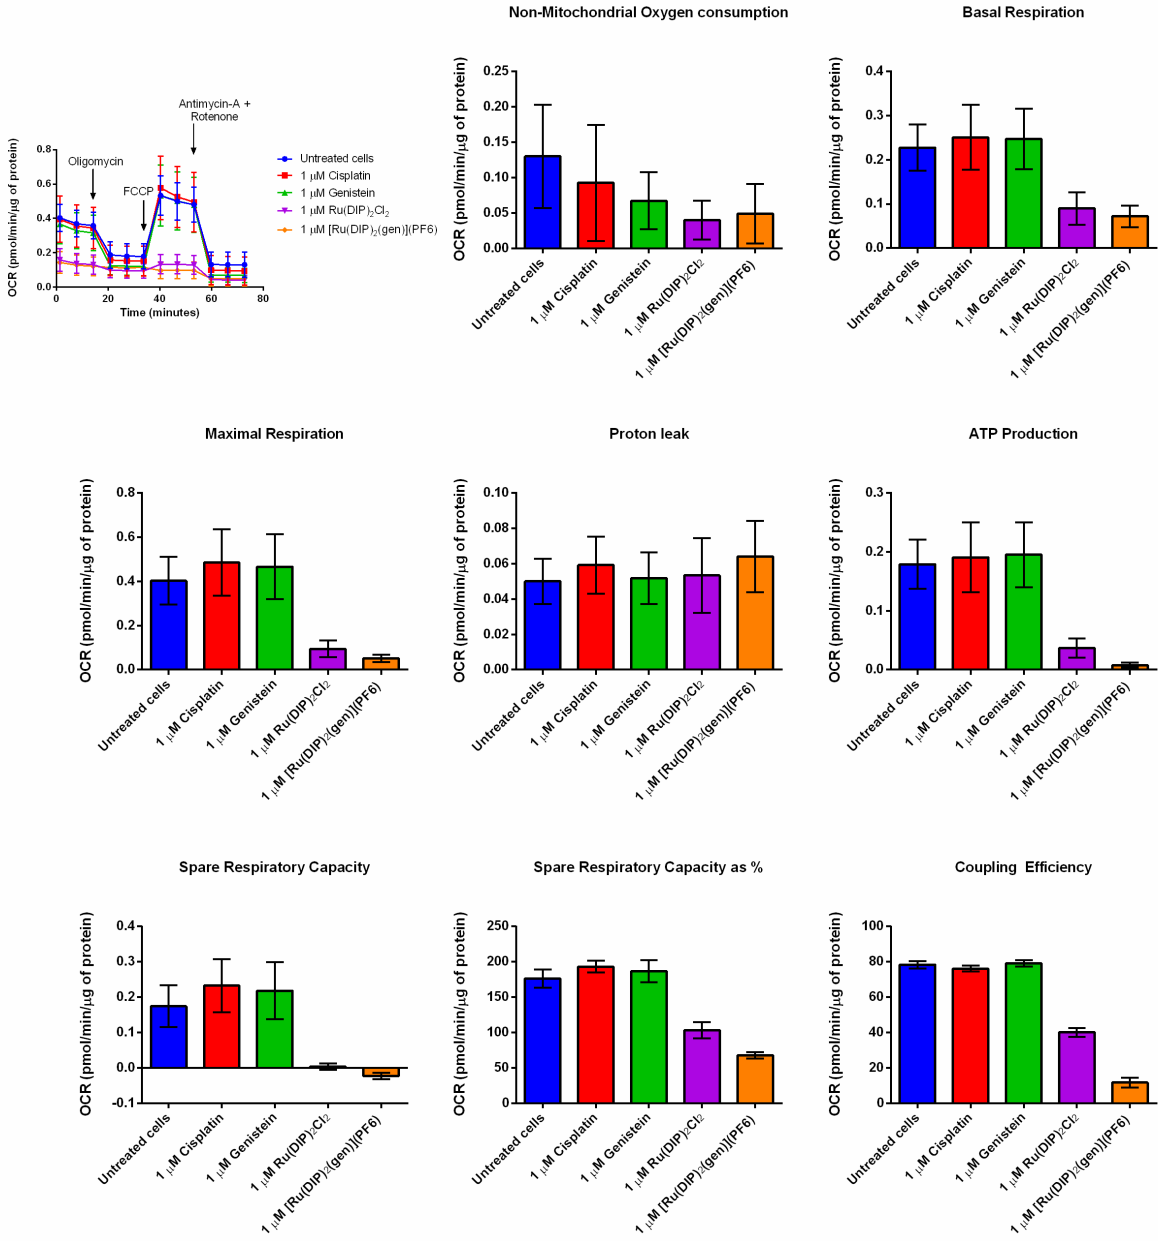 Non-Mitochondrial Oxygen consumption
Basal Respiration
OCR (pmol/min/μg of protein)
0.8
0.6
0.4
0.2
0.0
0
20
40
60
80
Time (minutes)
Oligomycin
FCCP
Antimycin-A +
Rotenone
Untreated cells
1 μM Cisplatin
1 μM Genistein
1 μM Ru(DIP)₂Cl₂
1 μM [Ru(DIP)₂(gen)](PF6)
OCR (pmol/min/μg of protein)
0.25
0.20
0.15
0.10
0.05
0.00
Untreated cells
1 μM Cisplatin
1 μM Genistein
1 μM Ru(DIP)₂Cl₂
1 μM [Ru(DIP)₂(gen)](PF6)
OCR (pmol/min/μg of protein)
0.4
0.3
0.2
0.1
0.0
Untreated cells
1 μM Cisplatin
1 μM Genistein
1 μM Ru(DIP)₂Cl₂
1 μM [Ru(DIP)₂(gen)](PF6)
Maximal Respiration
OCR (pmol/min/μg of protein)
0.8
0.6
0.4
0.2
0.0
Untreated cells
1 μM Cisplatin
1 μM Genistein
1 μM Ru(DIP)₂Cl₂
1 μM [Ru(DIP)₂(gen)](PF6)
Proton leak
OCR (pmol/min/μg of protein)
0.10
0.08
0.06
0.04
0.02
0.00
Untreated cells
1 μM Cisplatin
1 μM Genistein
1 μM Ru(DIP)₂Cl₂
1 μM [Ru(DIP)₂(gen)](PF6)
ATP Production
OCR (pmol/min/μg of protein)
0.3
0.2
0.1
0.0
Untreated cells
1 μM Cisplatin
1 μM Genistein
1 μM Ru(DIP)₂Cl₂
1 μM [Ru(DIP)₂(gen)](PF6)
Spare Respiratory Capacity
OCR (pmol/min/μg of protein)
0.4
0.3
0.2
0.1
0.0
-0.1
Untreated cells
1 μM Cisplatin
1 μM Genistein
1 μM Ru(DIP)₂Cl₂
1 μM [Ru(DIP)₂(gen)](PF6)
Spare Respiratory Capacity as %
OCR (pmol/min/μg of protein)
250
200
150
100
50
0
Untreated cells
1 μM Cisplatin
1 μM Genistein
1 μM Ru(DIP)₂Cl₂
1 μM [Ru(DIP)₂(gen)](PF6)
Coupling Efficiency
OCR (pmol/min/μg of protein)
100
80
60
40
20
0
Untreated cells
1 μM Cisplatin
1 μM Genistein
1 μM Ru(DIP)₂Cl₂
1 μM [Ru(DIP)₂(gen)](PF6)